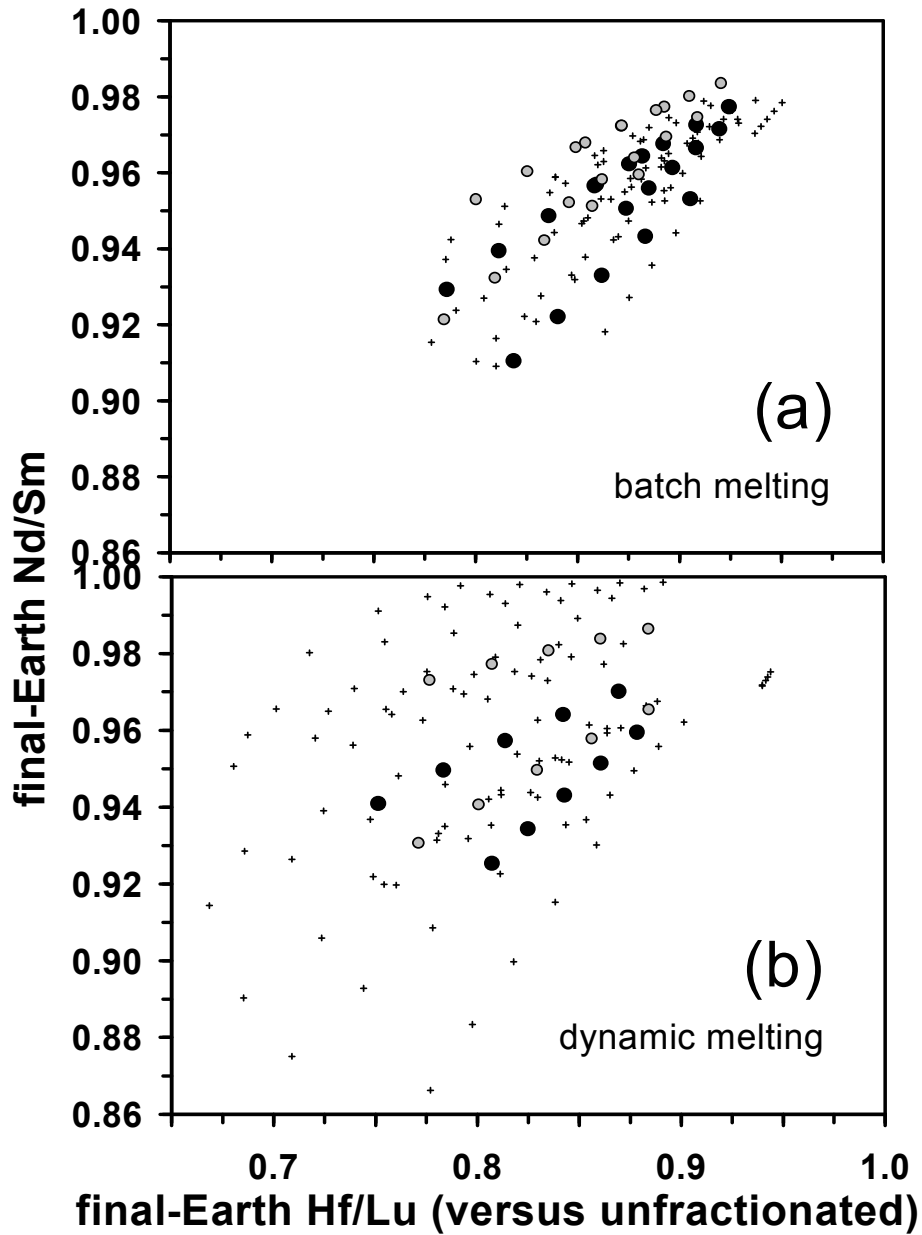 final-Earth Nd/Sm
1.00
0.98
0.96
0.94
0.92
0.90
0.88
0.86
(a)
batch melting
1.00
0.98
0.96
0.94
0.92
0.90
0.88
0.86
(b)
dynamic melting
0.7 0.8 0.9 1.0
final-Earth Hf/Lu (versus unfractionated)